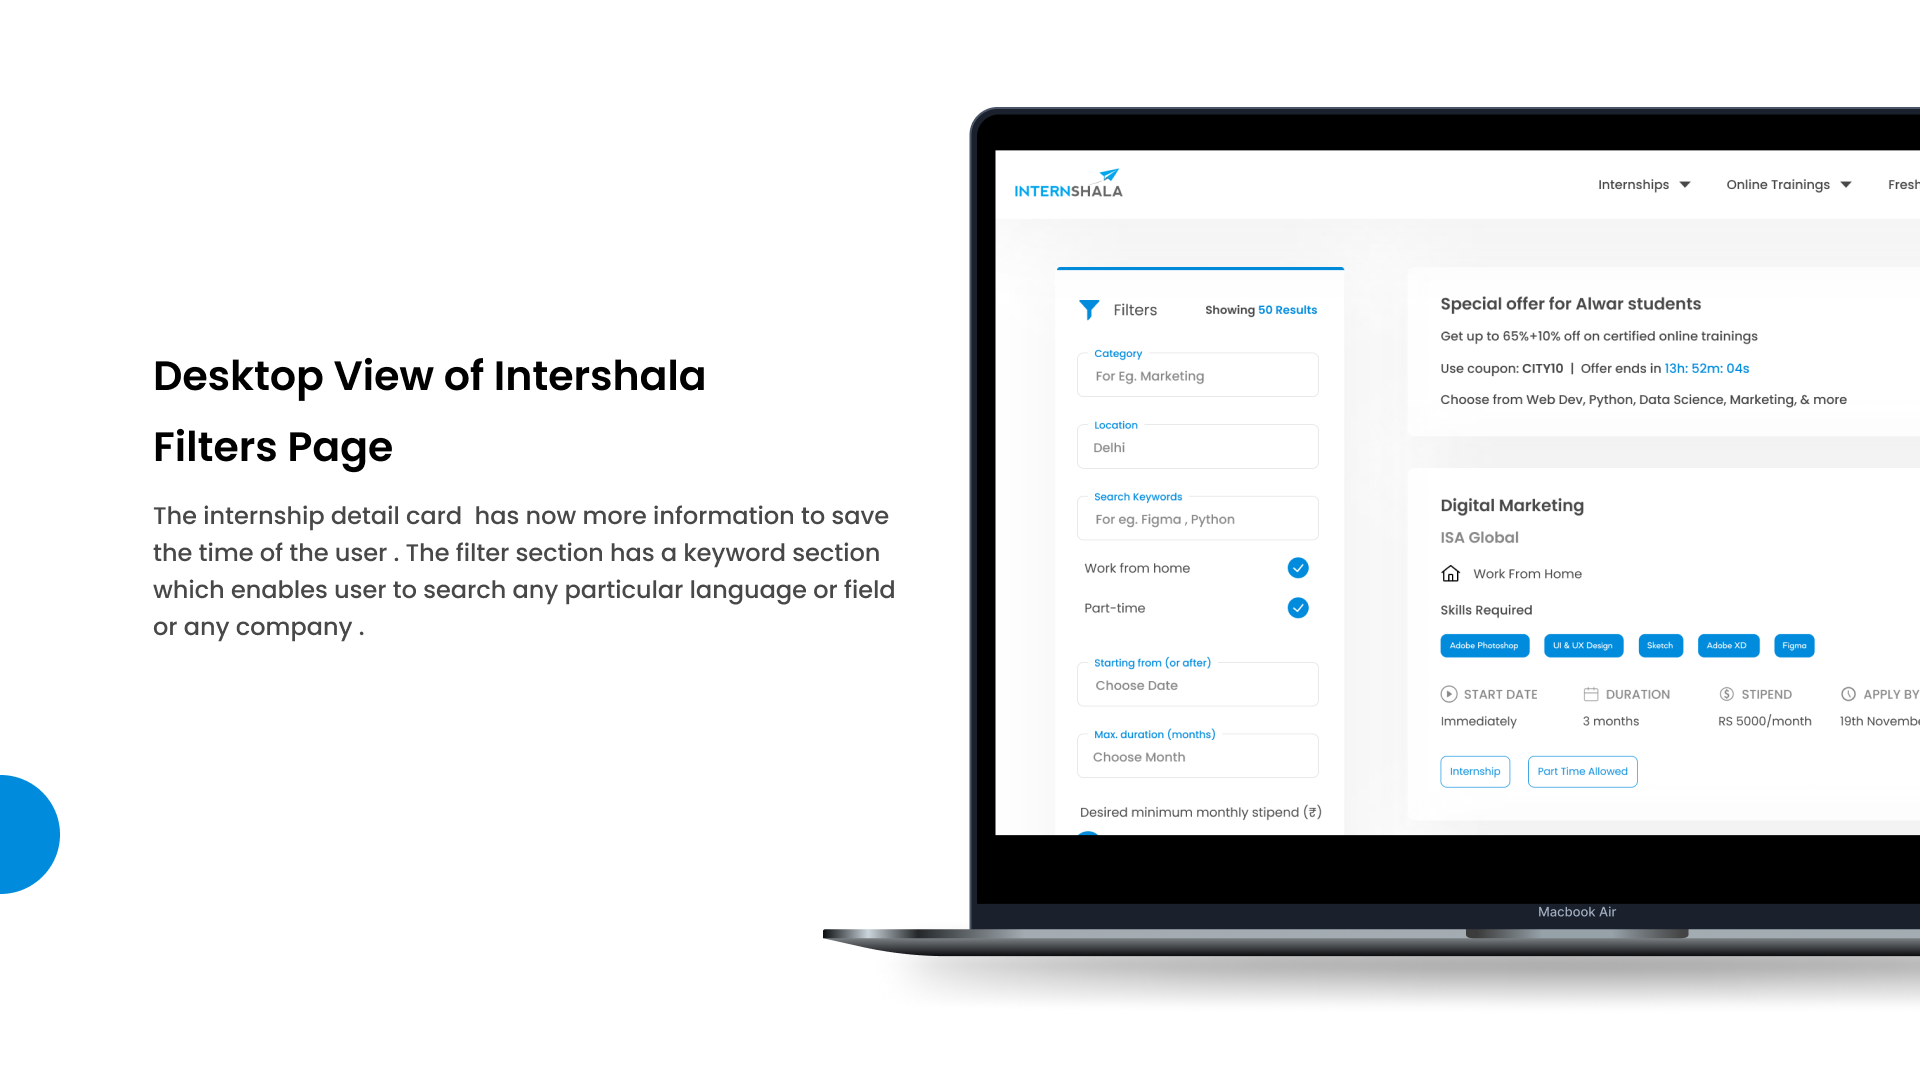 Desktop View of Intershala
Filters Page
The internship detail card has now more information to save
the time of the user . The filter section has a keyword section
which enables user to search any particular language or field
or any company .
INTERNSHALA
Internships
Online Trainings
Fresh
Filters
Showing 50 Results
Category
For Eg. Marketing
Location
Delhi
Search Keywords
For eg. Figma , Python
Work from home
Part-time
Starting from (or after)
Choose Date
Max. duration (months)
Choose Month
Desired minimum monthly stipend (₹)
Special offer for Alwar students
Get up to 65%+10% off on certified online trainings
Use coupon: CITY10 | Offer ends in 13h: 52m: 04s
Choose from Web Dev, Python, Data Science, Marketing, & more
Digital Marketing
ISA Global
Work From Home
Skills Required
Adobe Photoshop UI & UX Design Sketch Adobe XD Figma
START DATE DURATION STIPEND APPLY BY
Immediately 3 months RS 5000/month 19th Novembe
Internship Part Time Allowed
Macbook Air